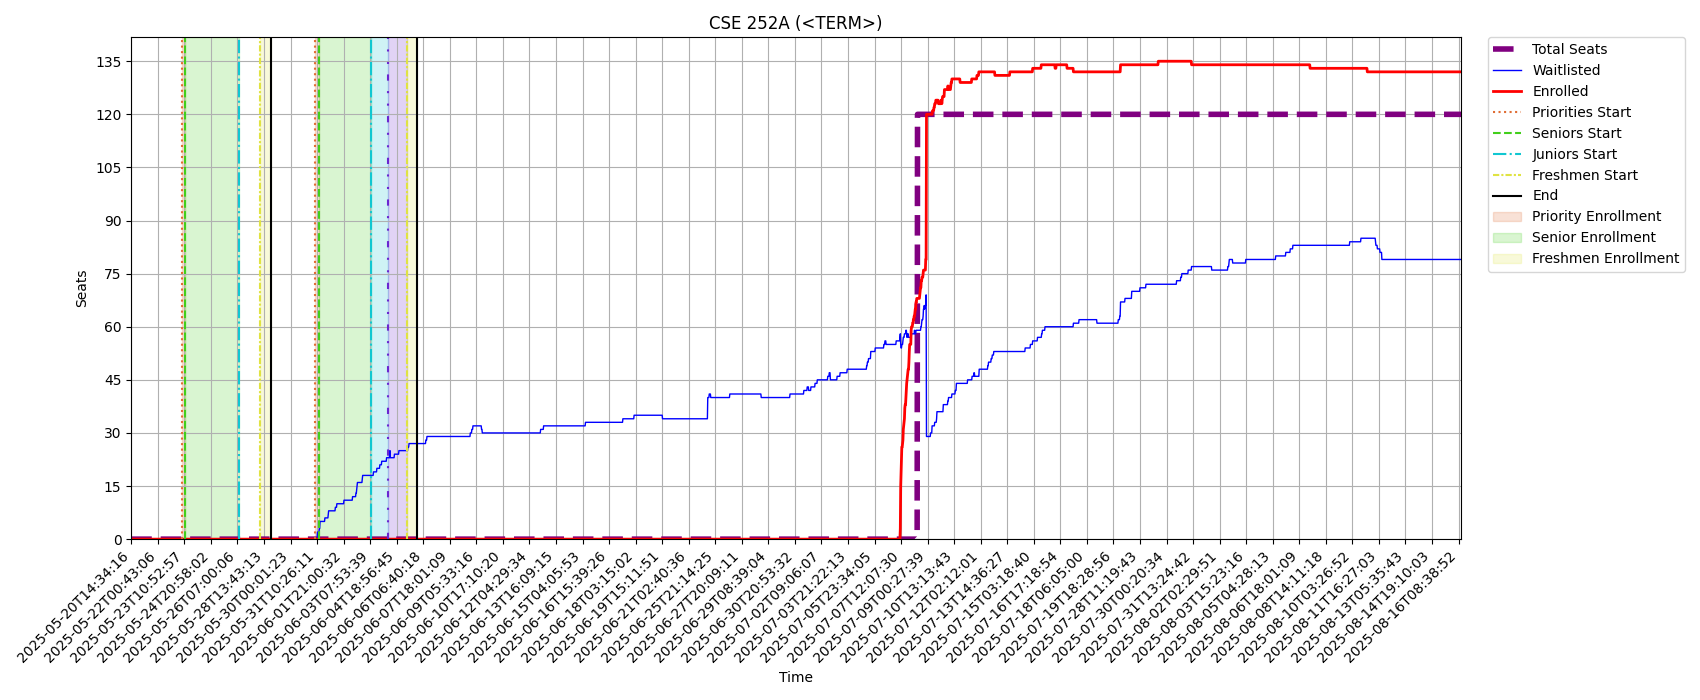 CSE 252A (<TERM>)
Total Seats
Waitlisted
Enrolled
Priorities Start
Seniors Start
Juniors Start
Freshmen Start
End
Priority Enrollment
Senior Enrollment
Freshmen Enrollment
Seats
135
120
105
90
75
60
45
30
15
0
2025-05-20T14:34:16
2025-05-22T00:43:06
2025-05-23T10:52:57
2025-05-24T20:58:02
2025-05-26T07:00:06
2025-05-28T13:43:13
2025-05-30T00:01:23
2025-05-31T10:26:11
2025-06-01T21:00:32
2025-06-03T07:53:39
2025-06-04T18:56:45
2025-06-06T06:40:18
2025-06-07T18:01:09
2025-06-09T05:33:16
2025-06-10T17:10:20
2025-06-12T04:29:34
2025-06-13T16:09:15
2025-06-15T04:05:53
2025-06-16T15:39:26
2025-06-18T03:15:02
2025-06-19T15:11:51
2025-06-21T02:40:36
2025-06-25T21:14:25
2025-06-27T20:09:11
2025-06-29T08:39:04
2025-06-30T20:53:32
2025-07-02T09:06:07
2025-07-03T21:22:13
2025-07-05T23:34:05
2025-07-07T12:07:30
2025-07-09T00:27:39
2025-07-10T13:13:43
2025-07-12T02:12:01
2025-07-13T14:36:27
2025-07-15T03:18:40
2025-07-16T17:18:54
2025-07-18T06:05:00
2025-07-19T18:28:56
2025-07-28T11:19:43
2025-07-30T00:20:34
2025-07-31T13:24:42
2025-08-02T02:29:51
2025-08-03T15:23:16
2025-08-05T04:28:13
2025-08-06T18:01:09
2025-08-08T14:11:18
2025-08-10T03:26:52
2025-08-11T16:27:03
2025-08-13T05:35:43
2025-08-14T19:10:03
2025-08-16T08:38:52
Time